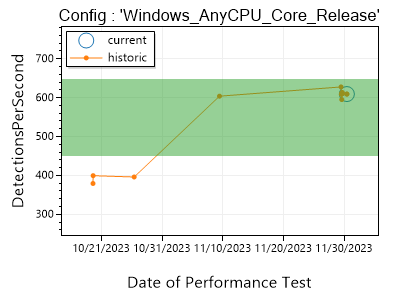 Config : 'Windows_AnyCPU_Core_Release'
current
historic
DetectionsPerSecond
700
600
500
400
300
10/21/2023 10/31/2023 11/10/2023 11/20/2023 11/30/2023
Date of Performance Test